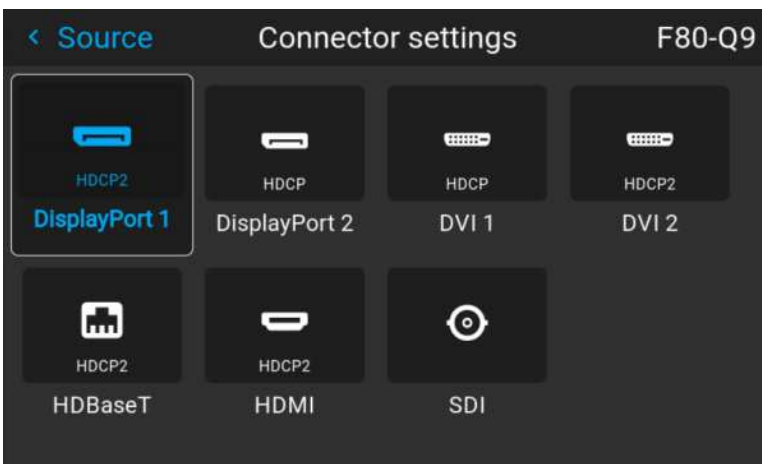 < Source Connector settings F80-Q9
HDCP2 HDCP HDCP HDCP2
DisplayPort 1 DisplayPort 2 DVI 1 DVI 2
HDCP2 HDCP2
HDBaseT HDMI SDI